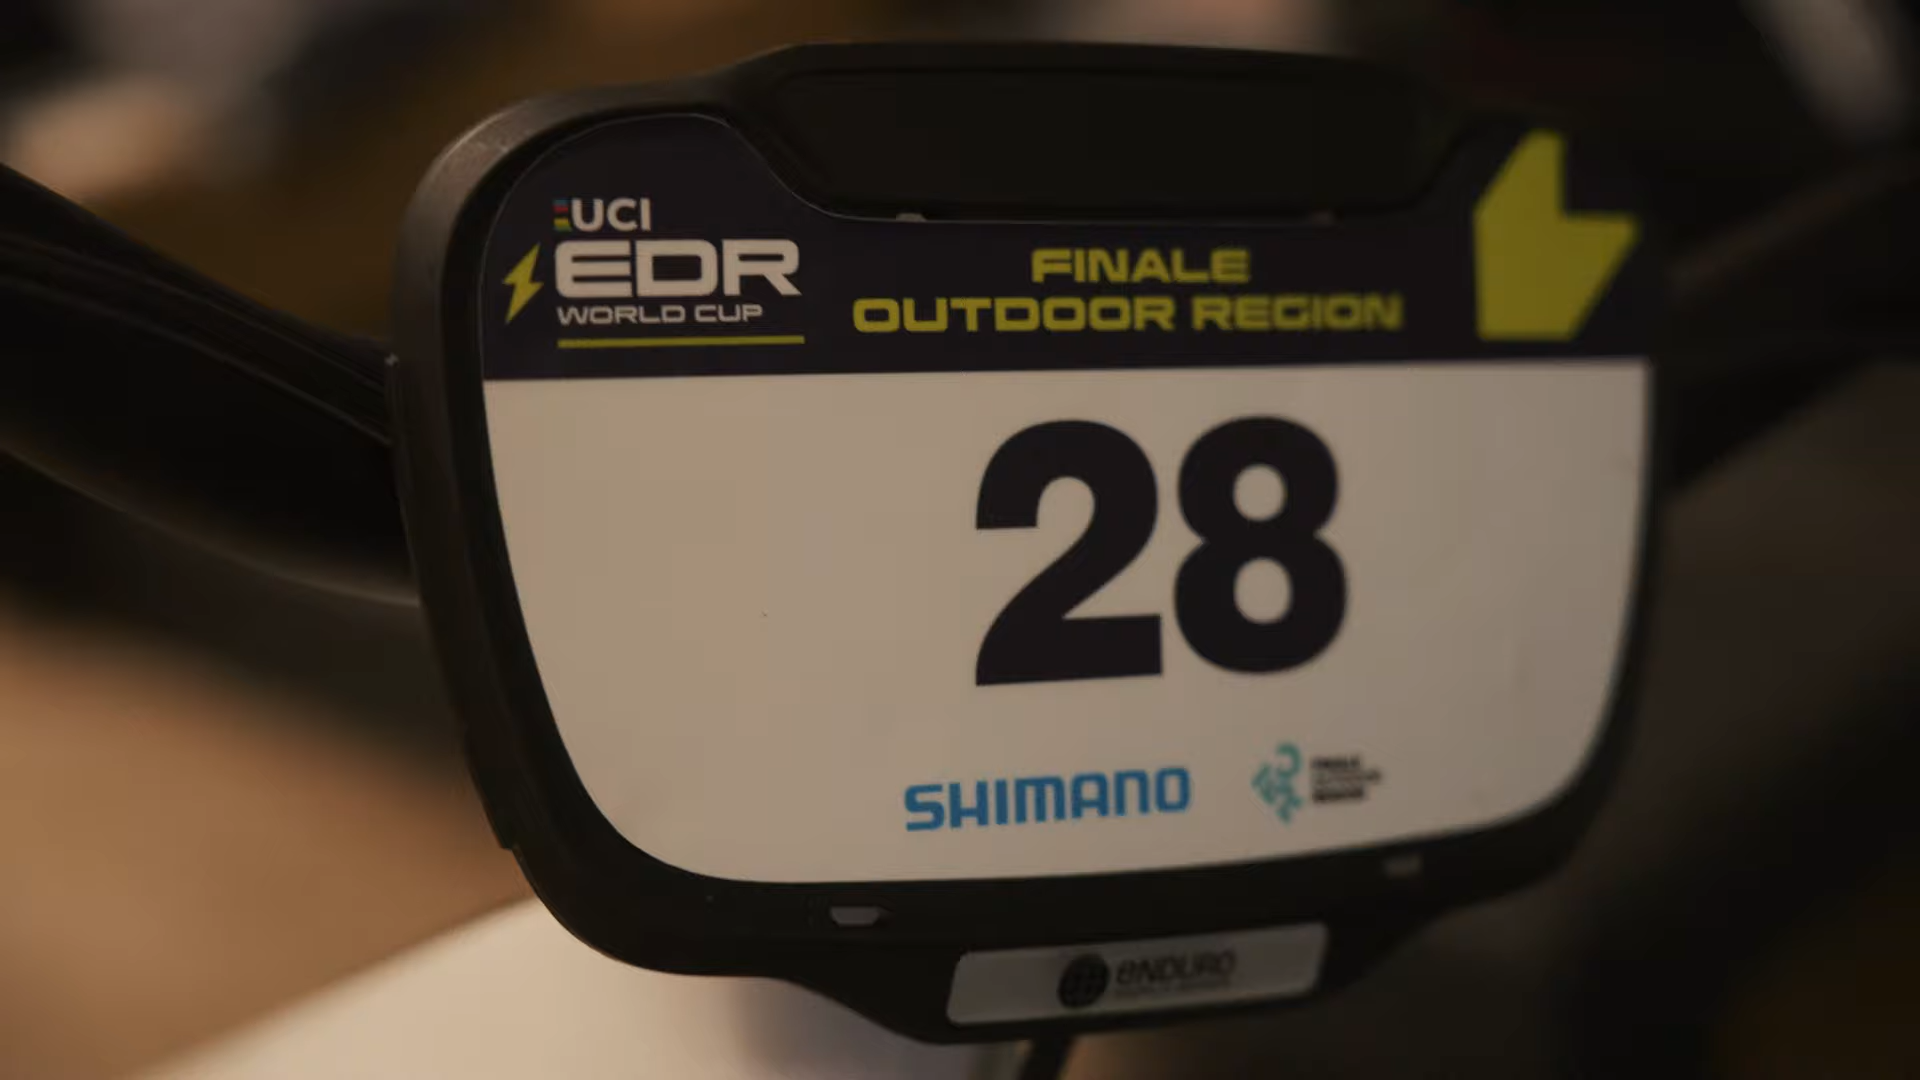 UCI
EDR
WORLD CUP
FINALE
OUTDOOR REGION
28
SHIMANO
ENDURO